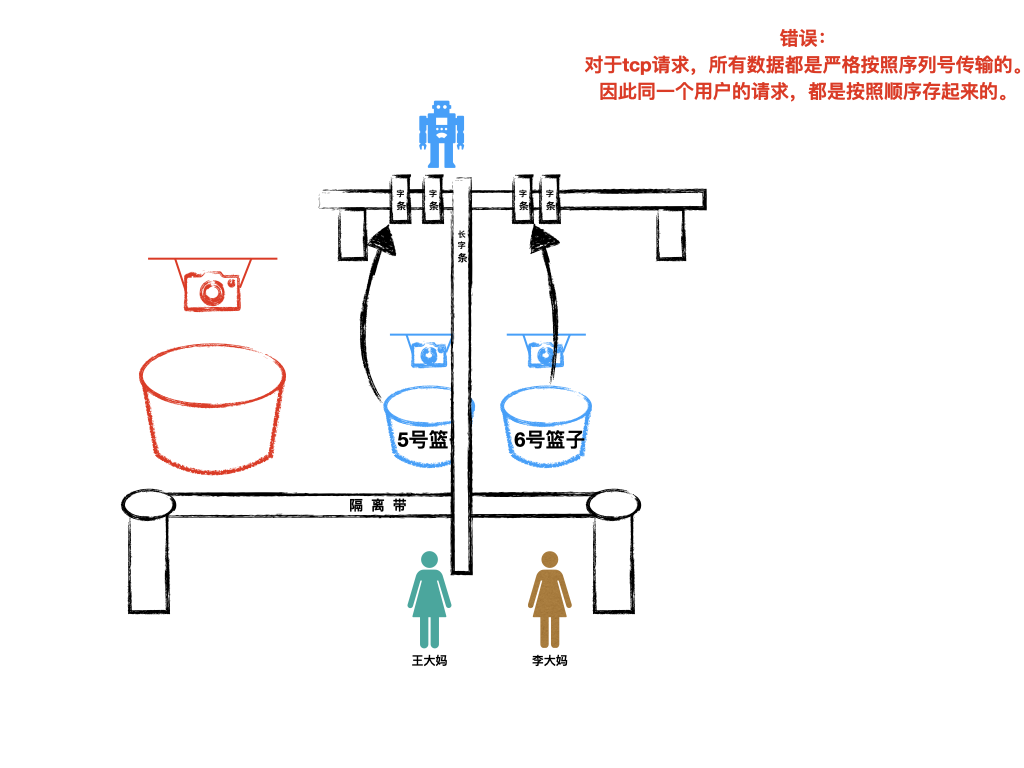 错误：
对于tcp请求，所有数据都是严格按照序列号传输的。
因此同一个用户的请求，都是按照顺序存起来的。
字条
字条
字条
字条
长字条
5号篮
6号篮子
隔离带
王大妈
李大妈